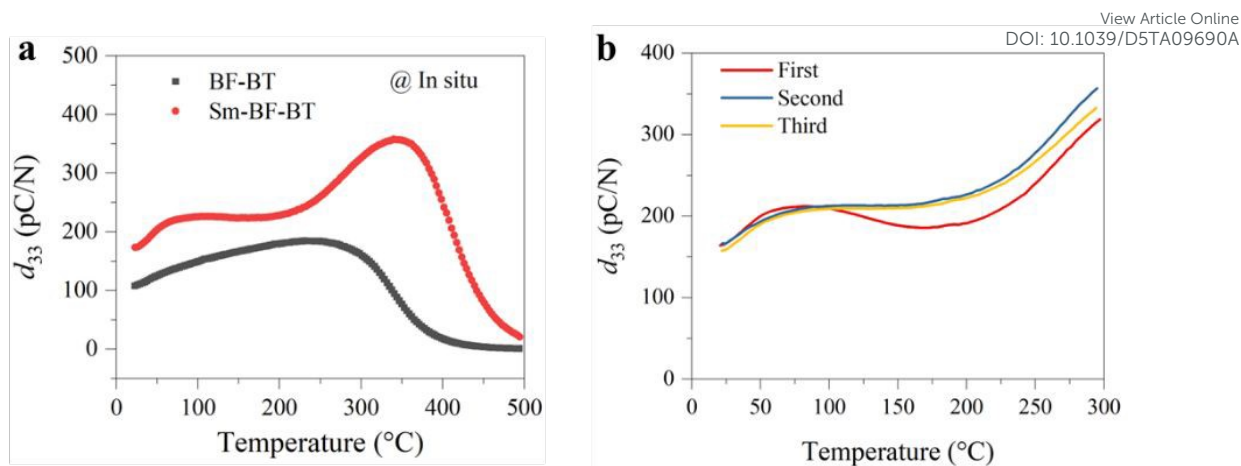 View Article Online
DOI: 10.1039/D5TA09690A
a
500
400
300
200
100
0
d33 (pC/N)
BF-BT
Sm-BF-BT
@ In situ
0 100 200 300 400 500
Temperature (°C)
b
400
300
200
100
0
d33 (pC/N)
First
Second
Third
0 50 100 150 200 250 300
Temperature (°C)